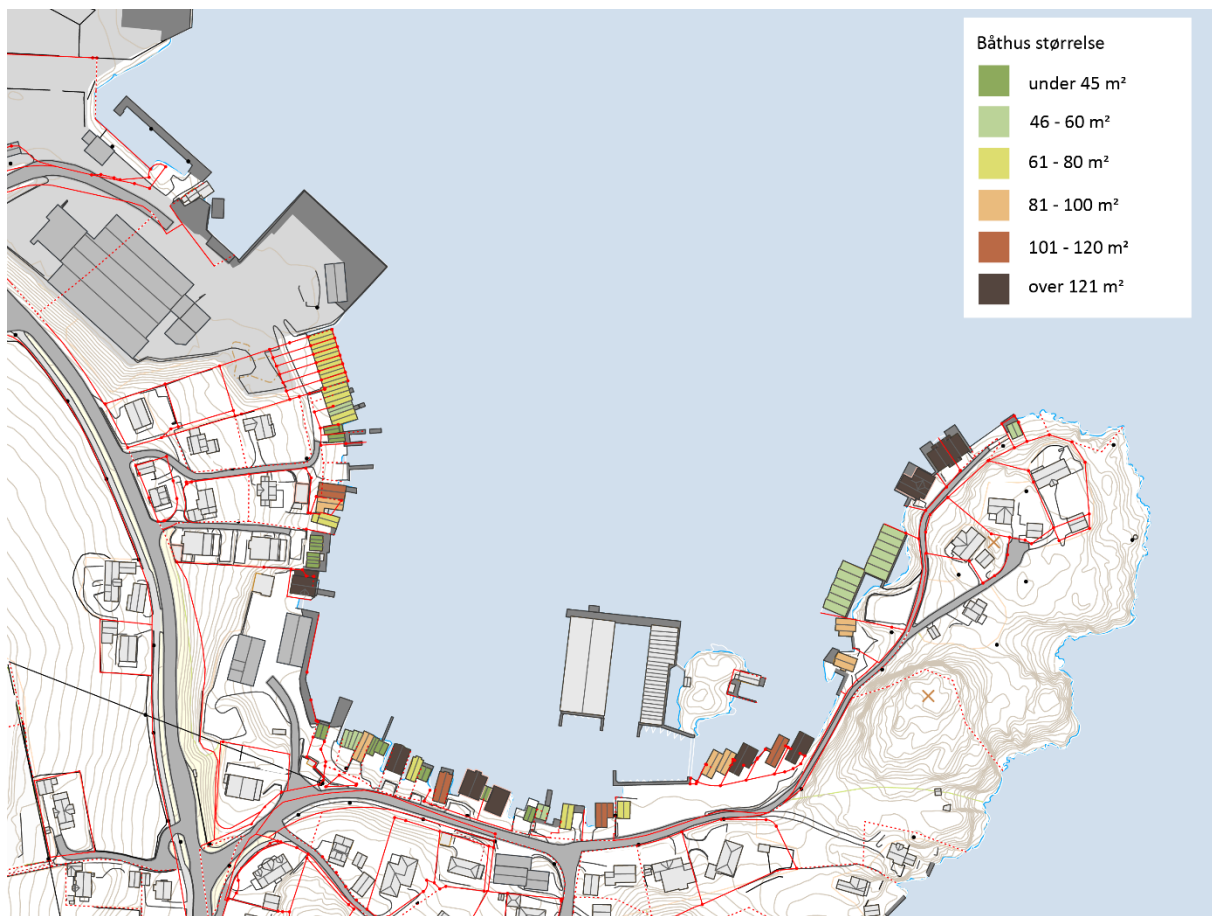 Båthus størrelse
under 45 m²
46 - 60 m²
61 - 80 m²
81 - 100 m²
101 - 120 m²
over 121 m²